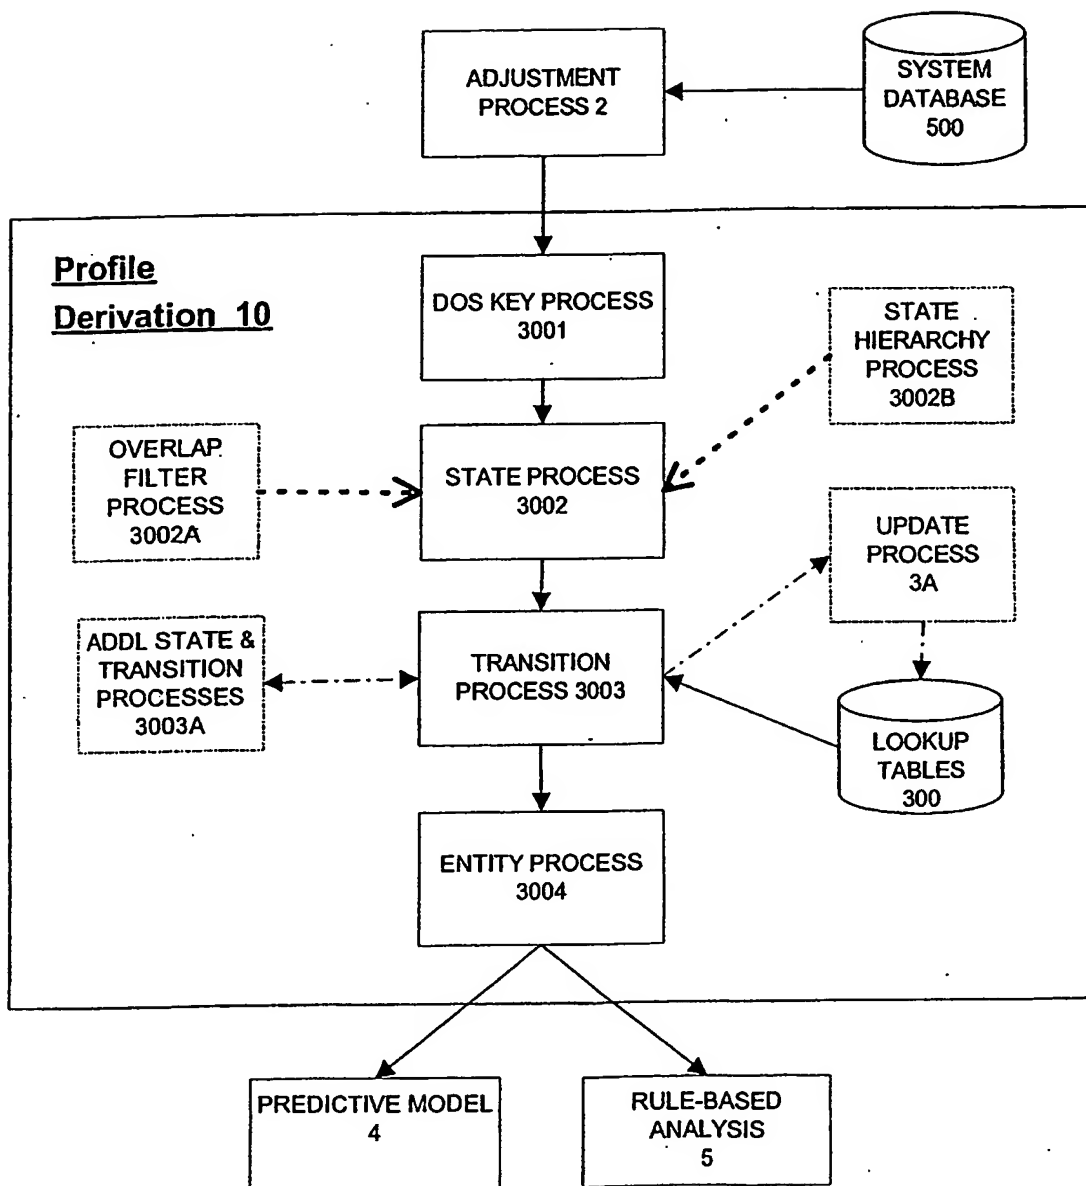 ADJUSTMENT
PROCESS 2
SYSTEM
DATABASE
500
Profile
Derivation 10
DOS KEY PROCESS
3001
STATE
HIERARCHY
PROCESS
3002B
OVERLAP
FILTER
PROCESS
3002A
STATE PROCESS
3002
UPDATE
PROCESS
3A
ADDL STATE &
TRANSITION
PROCESSES
3003A
TRANSITION
PROCESS 3003
LOOKUP
TABLES
300
ENTITY PROCESS
3004
PREDICTIVE MODEL
4
RULE-BASED
ANALYSIS
5